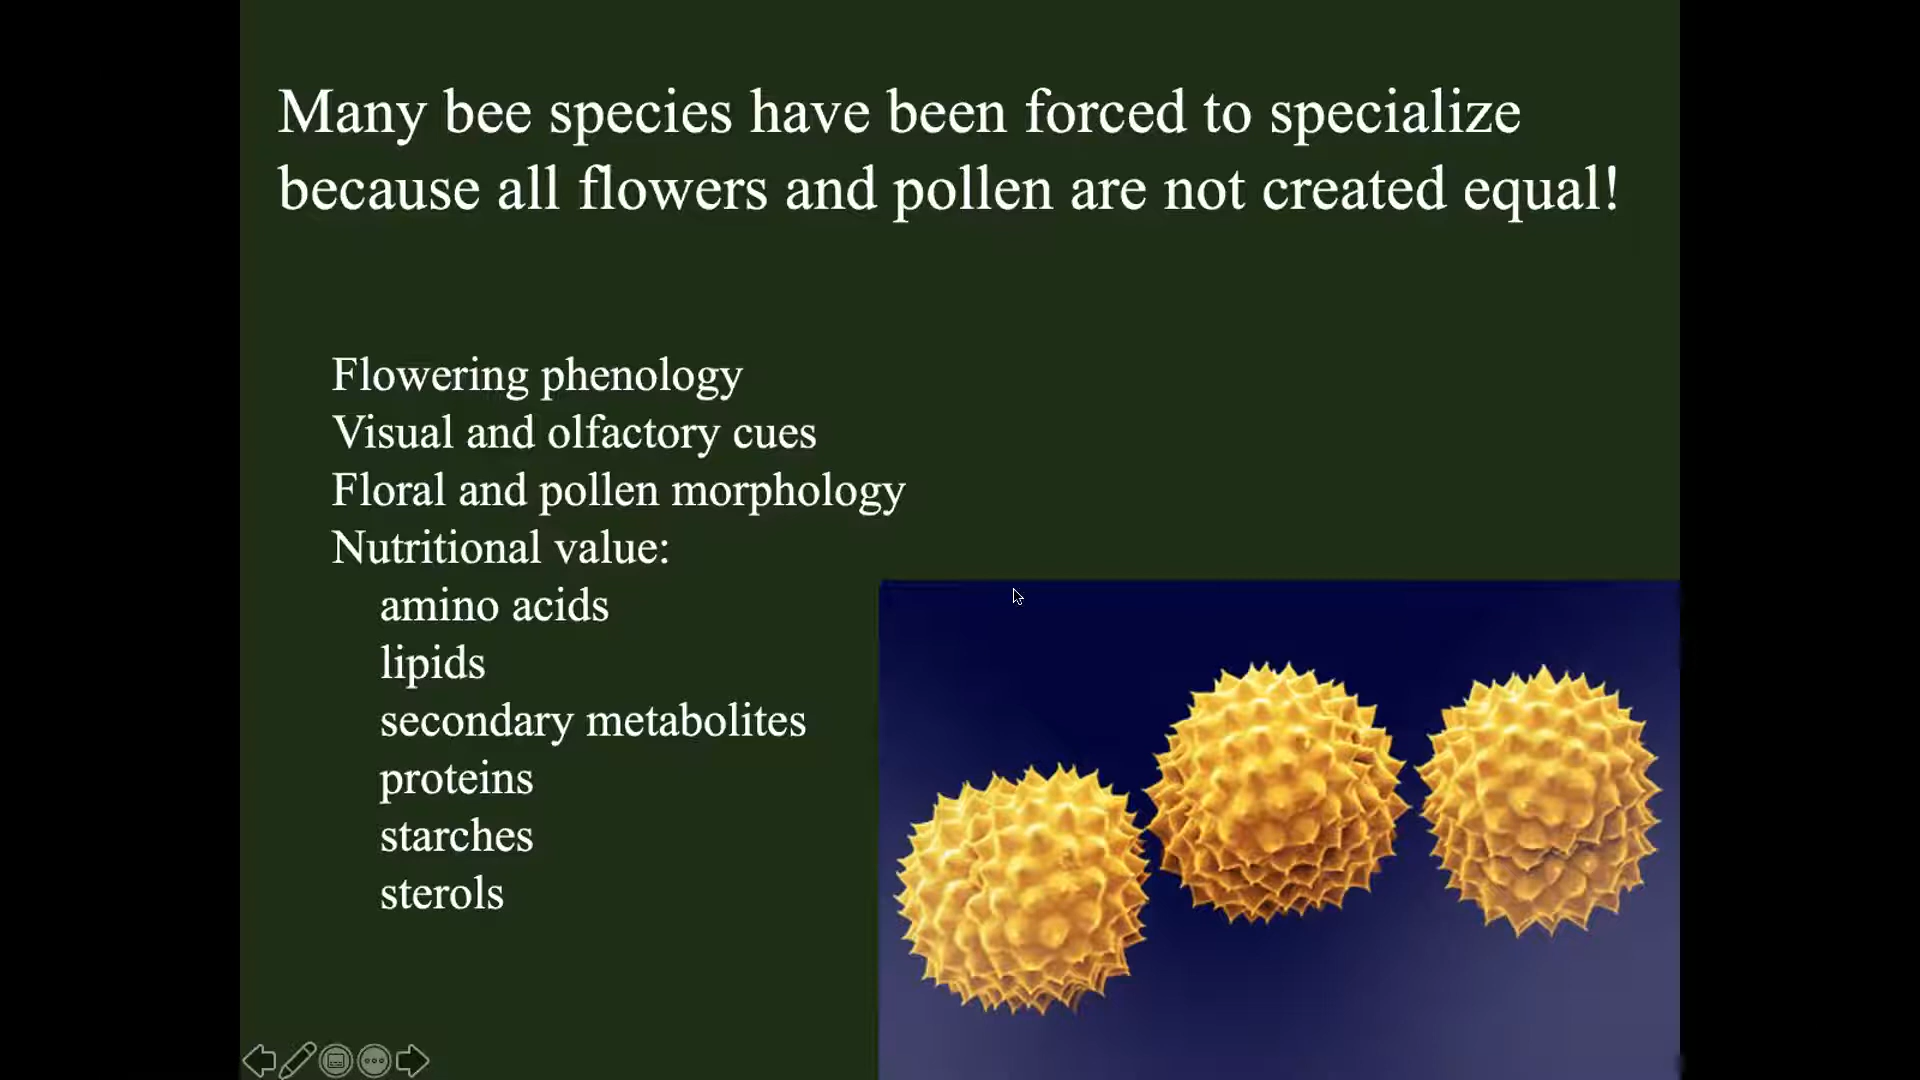 Many bee species have been forced to specialize
because all flowers and pollen are not created equal!
Flowering phenology
Visual and olfactory cues
Floral and pollen morphology
Nutritional value:
amino acids
lipids
secondary metabolites
proteins
starches
sterols